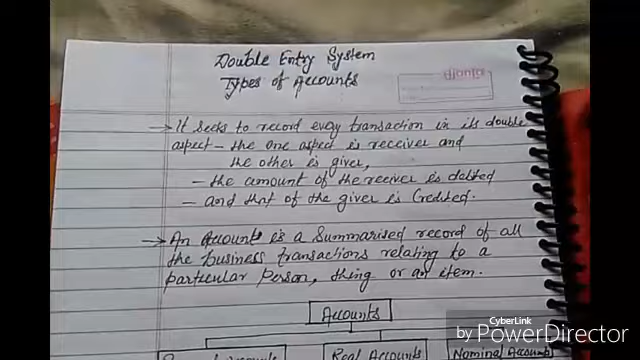 Double Entry System
Types of Accounts
djanta
→ It seeks to record every transaction in its double
aspect - the one aspect is receiver and
the other is giver,
- the amount of the receiver is debited
- and that of the giver is Credited.
→ An Account is a Summarised record of all
the business transactions relating to a
particular person, thing or an item.
Accounts
Real Accounts
Nominal Accounts
CyberLink
by PowerDirector